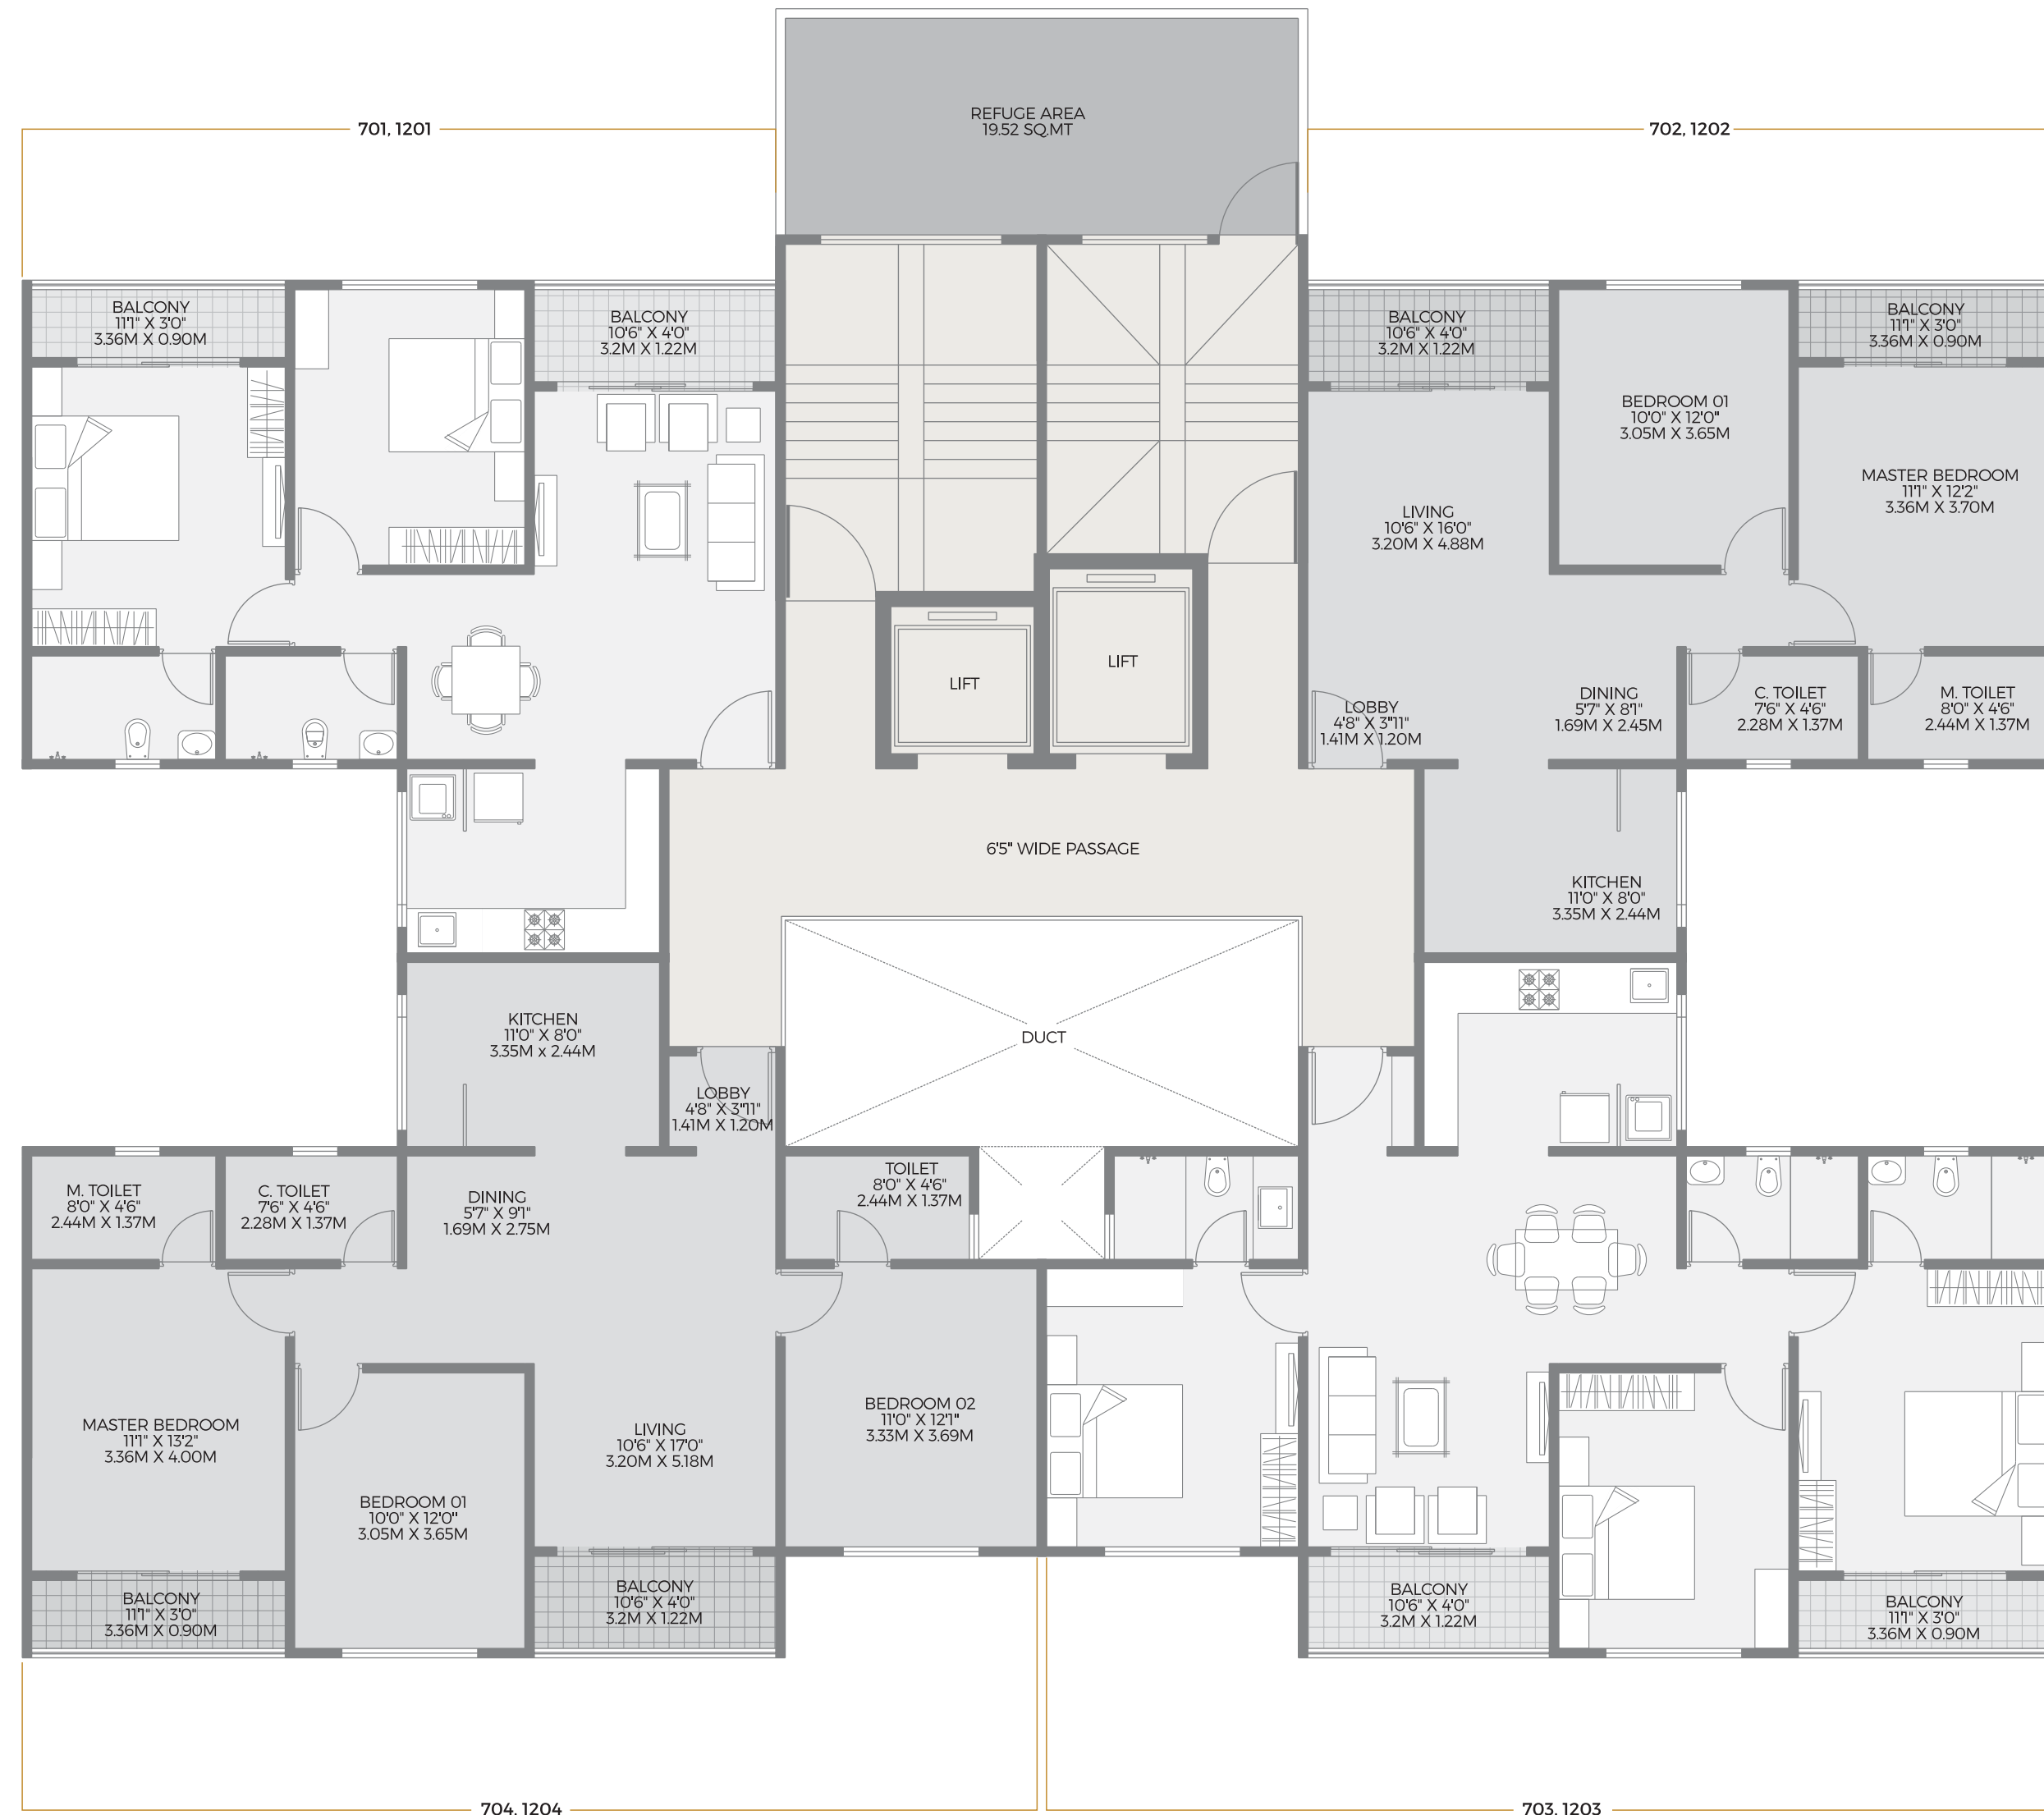 REFUGE AREA
19.52 SQ.MT
701, 1201
702, 1202
BALCONY
11'1" X 3'0"
3.36M X 0.90M
BALCONY
10'6" X 4'0"
3.2M X 1.22M
BALCONY
10'6" X 4'0"
3.2M X 1.22M
BALCONY
11'1" X 3'0"
3.36M X 0.90M
BEDROOM 01
10'0" X 12'0"
3.05M X 3.65M
MASTER BEDROOM
11'1" X 12'2"
3.36M X 3.70M
LIVING
10'6" X 16'0"
3.20M X 4.88M
LIFT
LIFT
LOBBY
4'8" X 3'11"
1.41M X 1.20M
DINING
5'7" X 8'1"
1.69M X 2.45M
C. TOILET
7'6" X 4'6"
2.28M X 1.37M
M. TOILET
8'0" X 4'6"
2.44M X 1.37M
6'5" WIDE PASSAGE
KITCHEN
11'0" X 8'0"
3.35M X 2.44M
KITCHEN
11'0" X 8'0"
3.35M x 2.44M
DUCT
LOBBY
4'8" X 3'11"
1.41M X 1.20M
M. TOILET
8'0" X 4'6"
2.44M X 1.37M
C. TOILET
7'6" X 4'6"
2.28M X 1.37M
DINING
5'7" X 9'1"
1.69M X 2.75M
TOILET
8'0" X 4'6"
2.44M X 1.37M
MASTER BEDROOM
11'1" X 13'2"
3.36M X 4.00M
LIVING
10'6" X 17'0"
3.20M X 5.18M
BEDROOM 02
11'0" X 12'1"
3.33M X 3.69M
BEDROOM 01
10'0" X 12'0"
3.05M X 3.65M
BALCONY
11'1" X 3'0"
3.36M X 0.90M
BALCONY
10'6" X 4'0"
3.2M X 1.22M
BALCONY
10'6" X 4'0"
3.2M X 1.22M
BALCONY
11'1" X 3'0"
3.36M X 0.90M
704, 1204
703, 1203